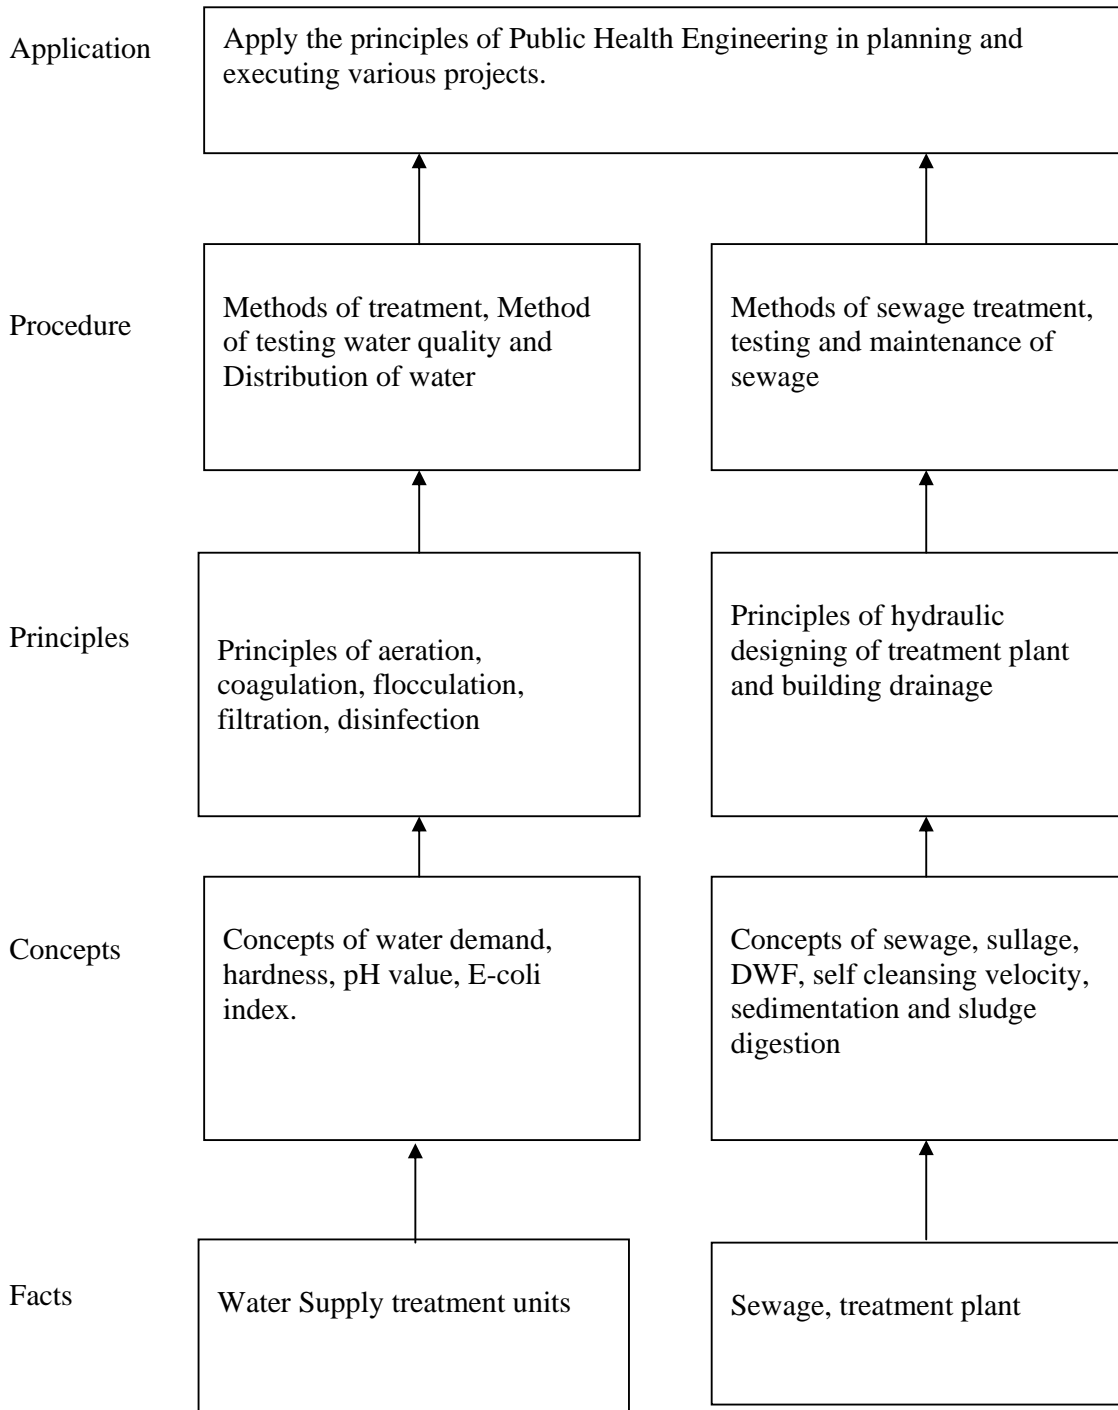 Application
Apply the principles of Public Health Engineering in planning and
executing various projects.
Procedure
Methods of treatment, Method
of testing water quality and
Distribution of water
Methods of sewage treatment,
testing and maintenance of
sewage
Principles
Principles of aeration,
coagulation, flocculation,
filtration, disinfection
Principles of hydraulic
designing of treatment plant
and building drainage
Concepts
Concepts of water demand,
hardness, pH value, E-coli
index.
Concepts of sewage, sullage,
DWF, self cleansing velocity,
sedimentation and sludge
digestion
Facts
Water Supply treatment units
Sewage, treatment plant